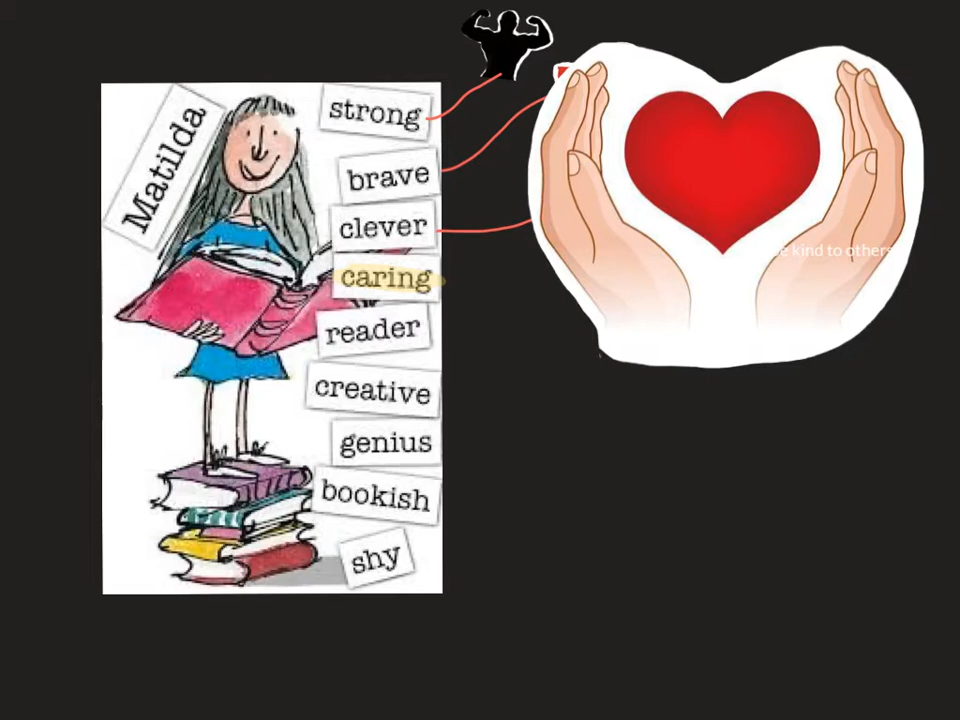 Matilda
strong
brave
clever
caring
reader
creative
genius
bookish
shy
kind to others